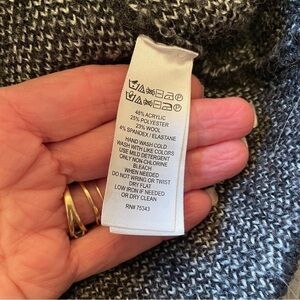 48% ACRYLIC
25% POLYESTER
23% WOOL
4% SPANDEX / ELASTANE
HAND WASH COLD
WASH WITH LIKE COLORS
USE MILD DETERGENT
ONLY NON-CHLORINE
BLEACH
WHEN NEEDED
DO NOT WRING OR TWIST
DRY FLAT
LOW IRON IF NEEDED
OR DRY CLEAN
RN# 75343